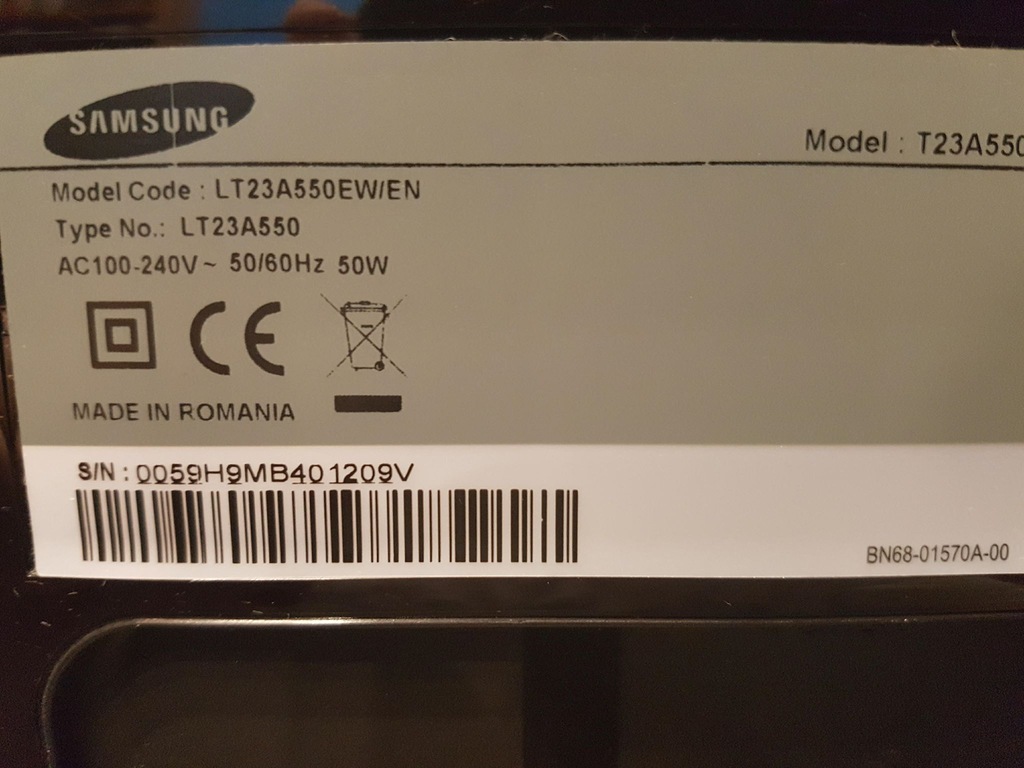 SAMSUNG
Model : T23A550
Model Code : LT23A550EW/EN
Type No.: LT23A550
AC100-240V~ 50/60Hz 50W
CE
MADE IN ROMANIA
S/N : 0059H9MB401209V
BN68-01570A-00